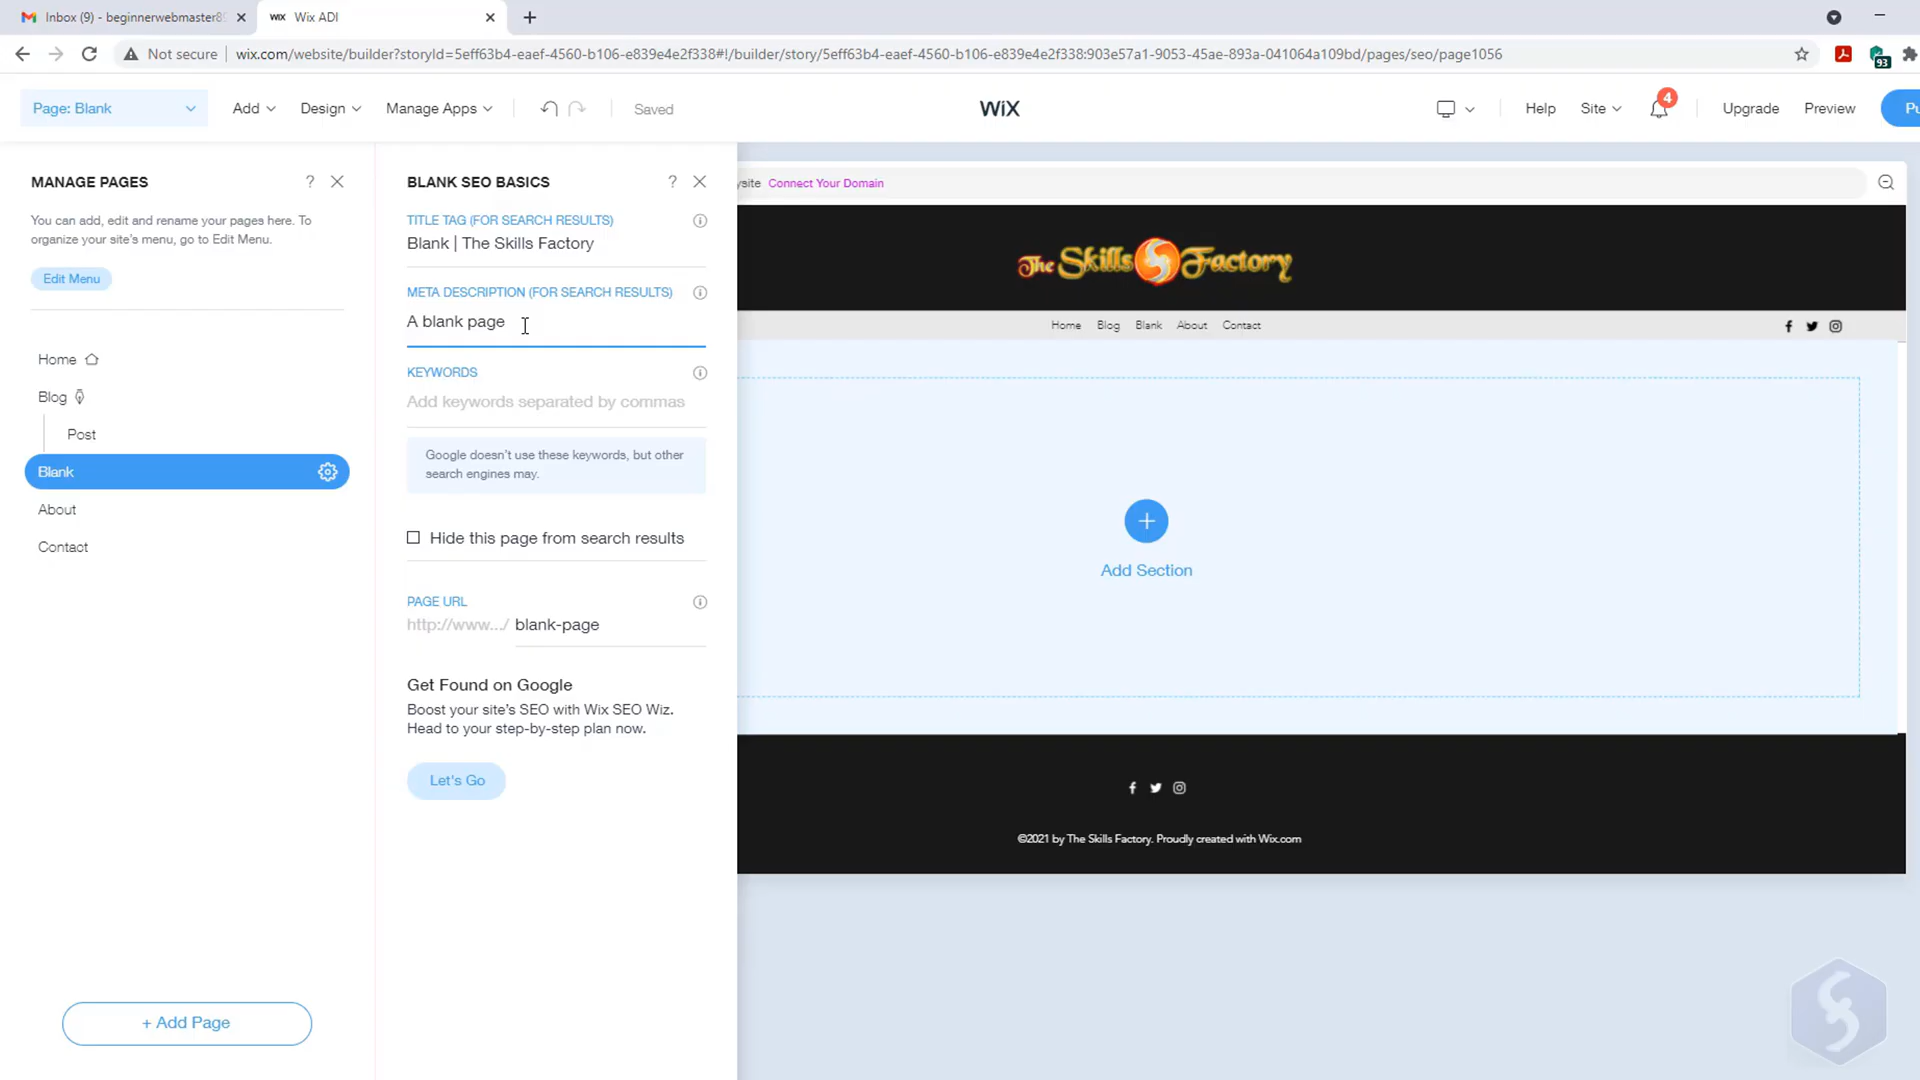 Inbox (9) - beginnerwebmaster8
WiX Wix ADI
Not secure wix.com/website/builder?storyId=5eff63b4-eaef-4560-b106-e839e4e2f338#!/builder/story/5eff63b4-eaef-4560-b106-e839e4e2f338:903e57a1-9053-45ae-893a-041064a109bd/pages/seo/page1056
93
Page: Blank
Add
Design
Manage Apps
Saved
WiX
Help
Site
4
Upgrade
Preview
Pu
MANAGE PAGES
?
You can add, edit and rename your pages here. To
organize your site's menu, go to Edit Menu.
Edit Menu
Home
Blog
Post
Blank
About
Contact
+ Add Page
BLANK SEO BASICS
?
TITLE TAG (FOR SEARCH RESULTS)
Blank | The Skills Factory
META DESCRIPTION (FOR SEARCH RESULTS)
A blank page
KEYWORDS
Add keywords separated by commas
Google doesn't use these keywords, but other
search engines may.
Hide this page from search results
PAGE URL
http://www.../ blank-page
Get Found on Google
Boost your site's SEO with Wix SEO Wiz.
Head to your step-by-step plan now.
Let's Go
ysite Connect Your Domain
The Skills Factory
Home Blog Blank About Contact
Add Section
©2021 by The Skills Factory. Proudly created with Wix.com